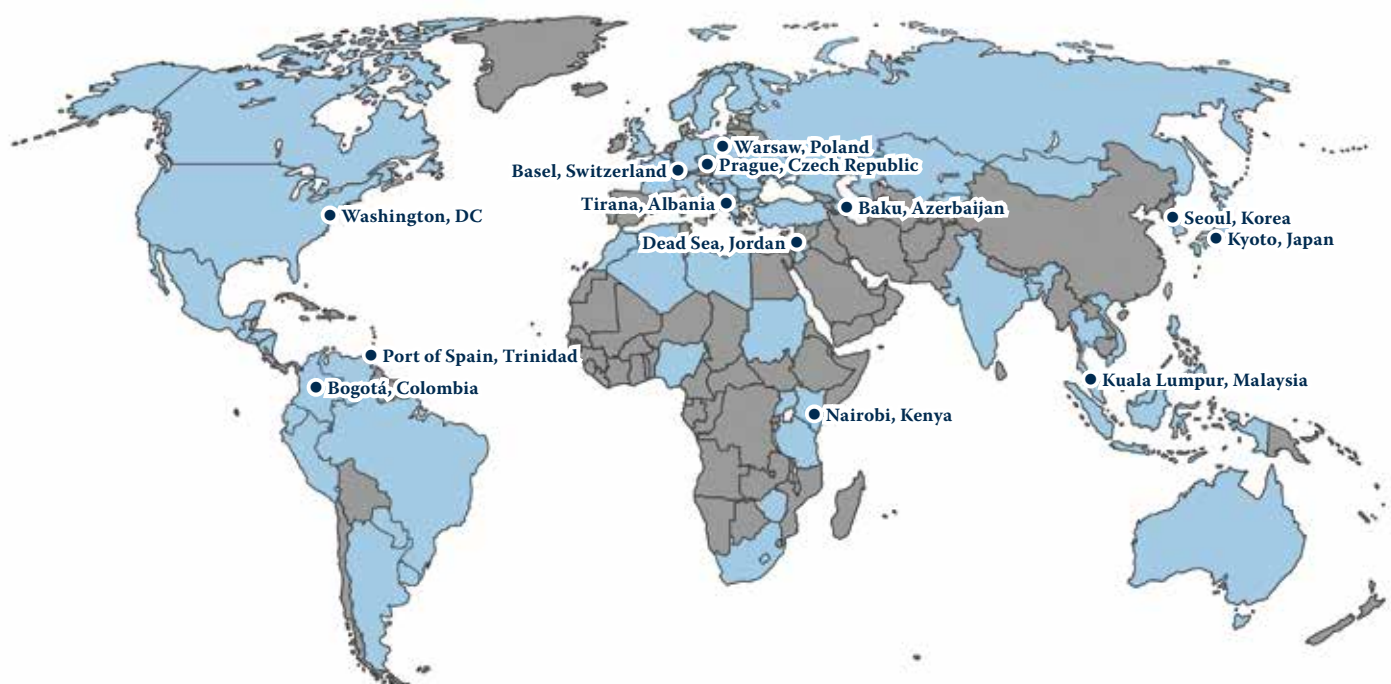 Warsaw, Poland
Prague, Czech Republic
Basel, Switzerland
Tirana, Albania
Baku, Azerbaijan
Washington, DC
Seoul, Korea
Kyoto, Japan
Dead Sea, Jordan
Port of Spain, Trinidad
Bogotá, Colombia
Kuala Lumpur, Malaysia
Nairobi, Kenya